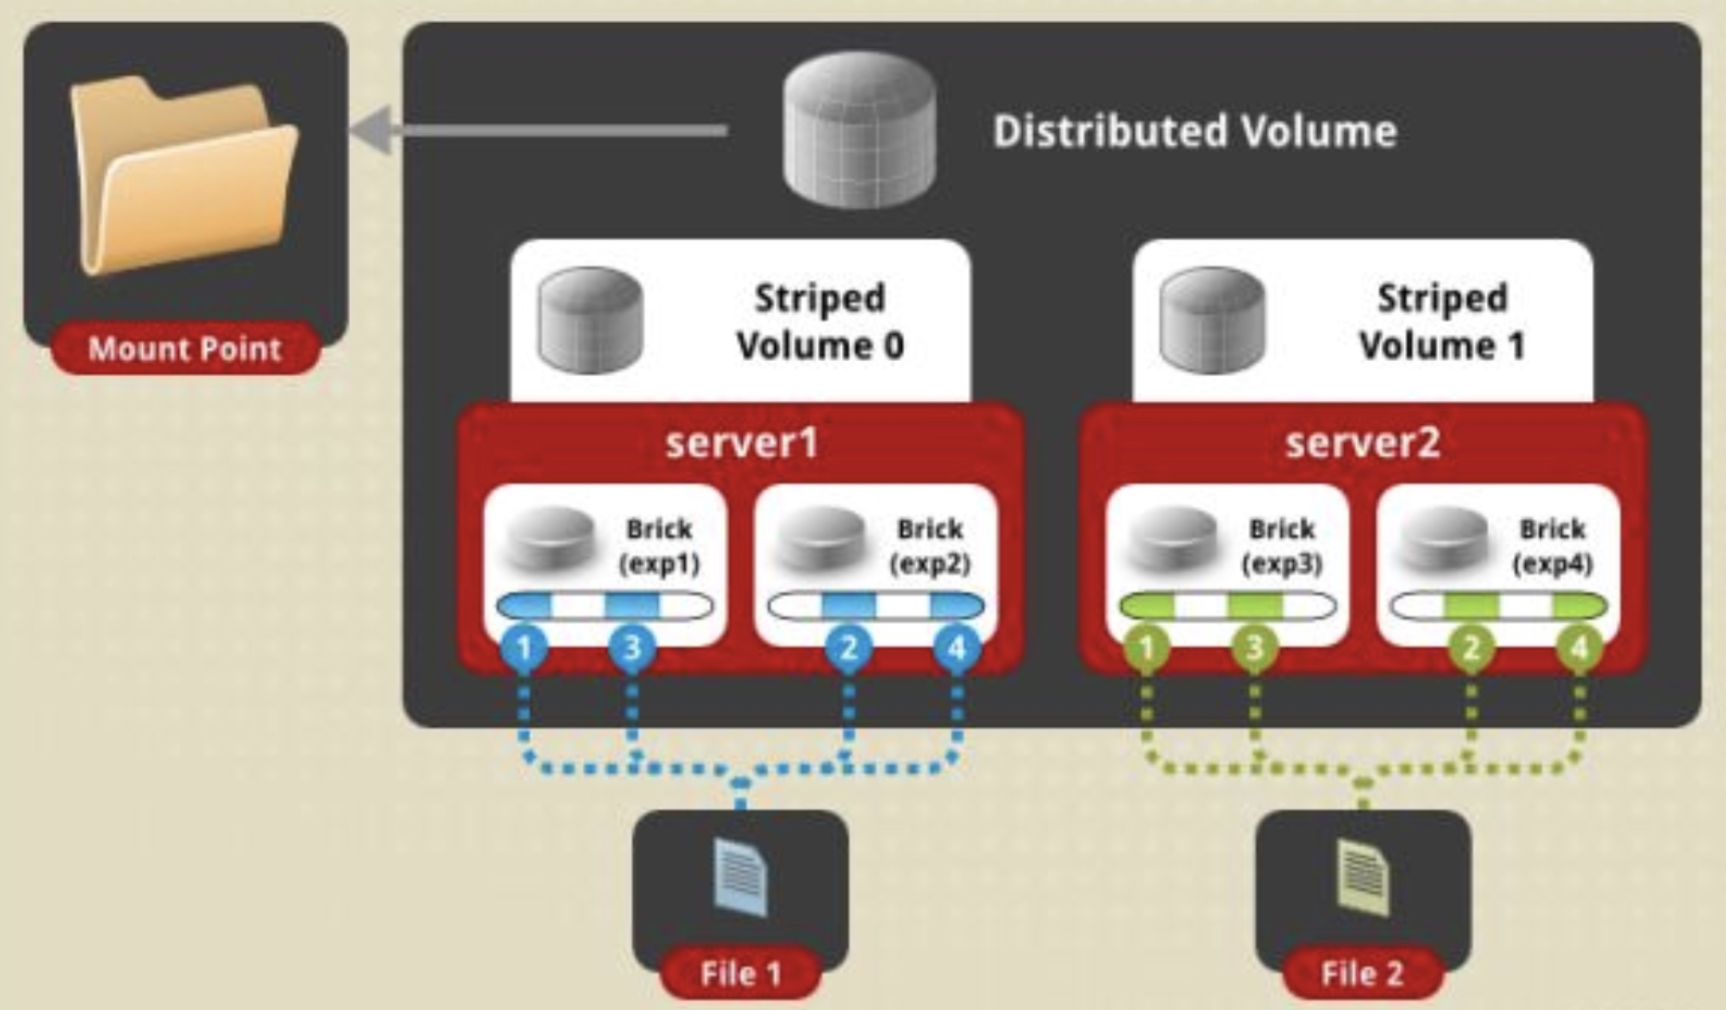 Distributed Volume
Mount Point
Striped
Volume 0
Striped
Volume 1
server1
server2
Brick
(exp1)
Brick
(exp2)
Brick
(exp3)
Brick
(exp4)
1
3
2
4
1
3
2
4
File 1
File 2